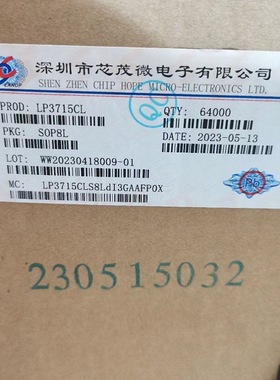 深圳市芯茂微电子有限公司
SHEN ZHEN CHIP HOPE MICRO-ELECTRONICS LTD.
PROD: LP3715CL QTY: 64000
PKG: SOP8L DATE: 2023-05-13
LOT: WW20230418009-01
MC: LP3715CLS8LdI3GAAFP0X
Pb
230515032